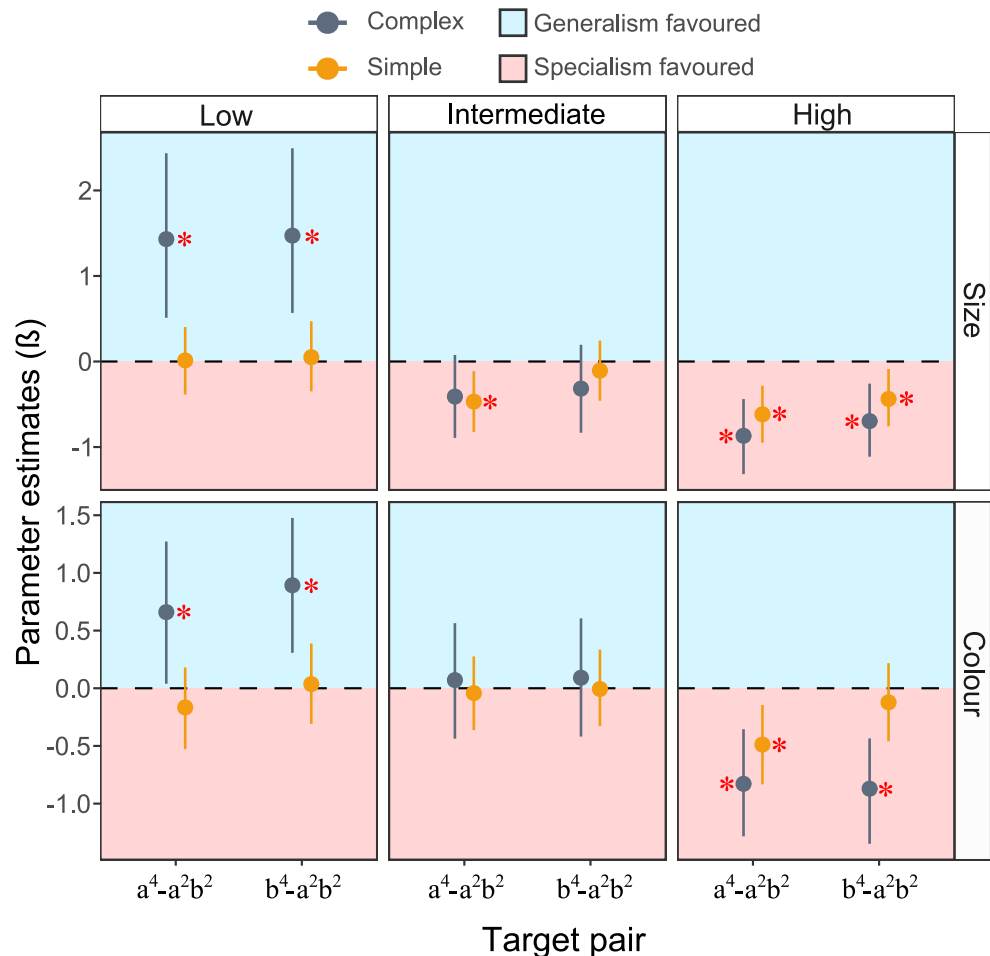 Complex Generalism favoured
Simple Specialism favoured
Low Intermediate High
Size
2
1
0
-1
* * * * * * *
Colour
1.5
1.0
0.5
0.0
-0.5
-1.0
* * * * *
Parameter estimates (ß)
a⁴-a²b² b⁴-a²b² a⁴-a²b² b⁴-a²b² a⁴-a²b² b⁴-a²b²
Target pair